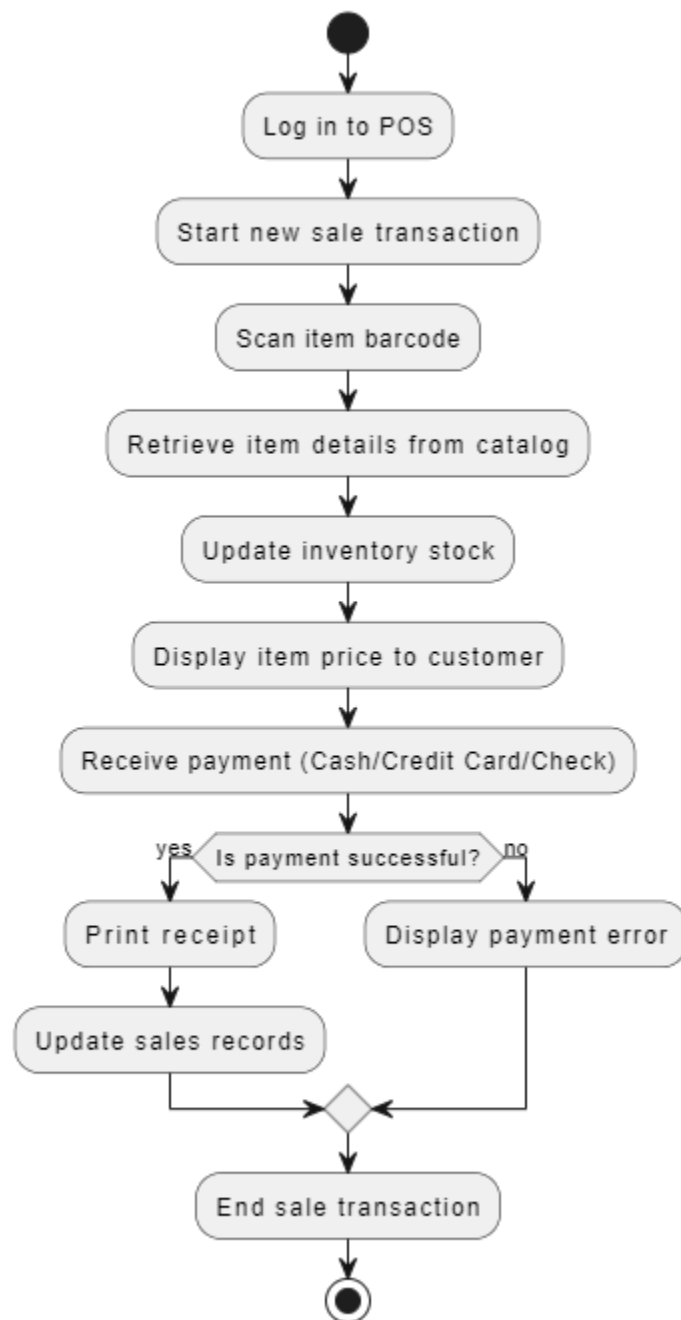 Log in to POS
Start new sale transaction
Scan item barcode
Retrieve item details from catalog
Update inventory stock
Display item price to customer
Receive payment (Cash/Credit Card/Check)
yes
Is payment successful?
no
Print receipt
Display payment error
Update sales records
End sale transaction